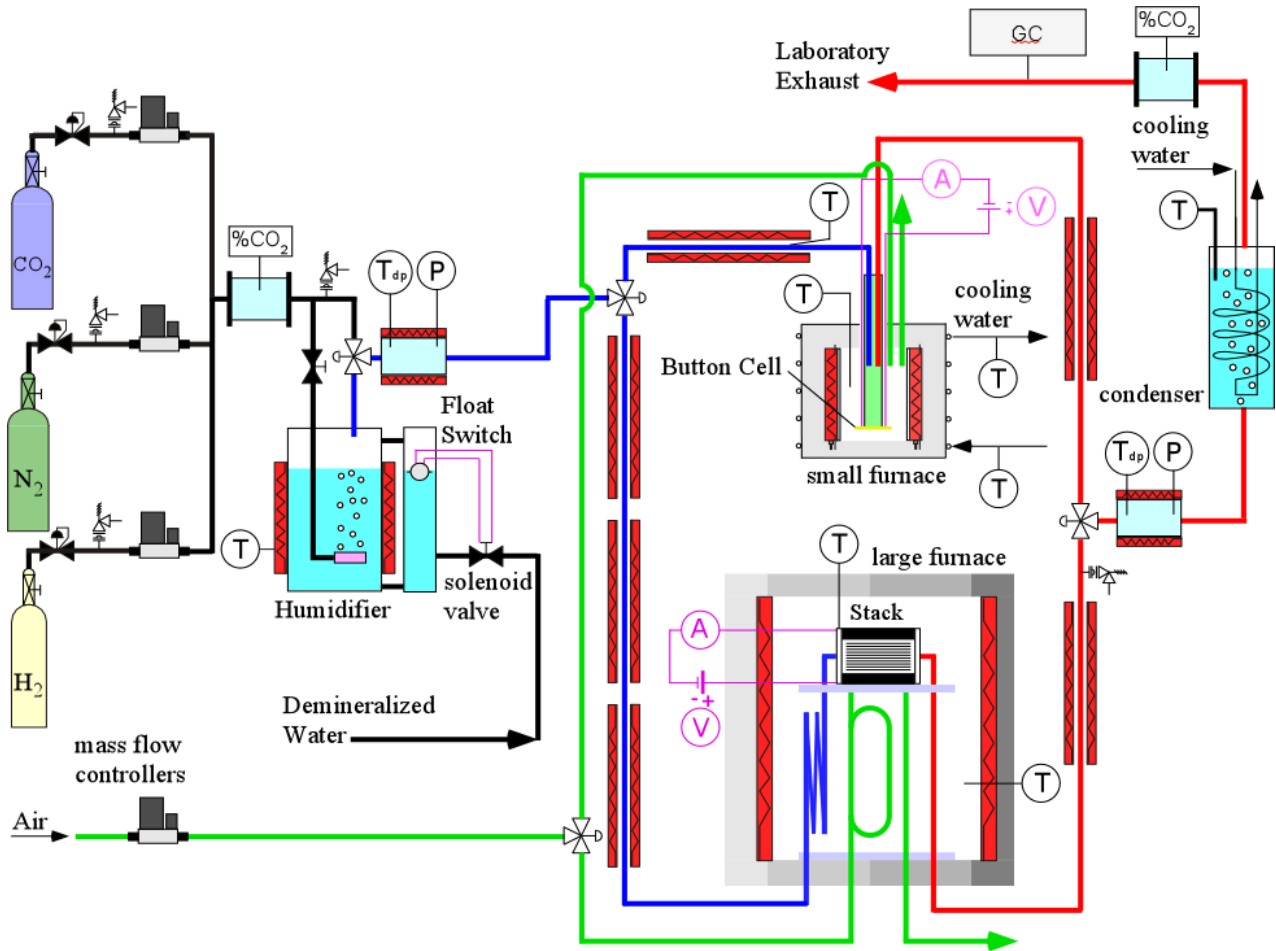 GC
%CO2
Laboratory
Exhaust
cooling
water
CO2
%CO2
Tdp
P
T
A
V
T
T
cooling
water
T
condenser
Button Cell
T
small furnace
T
Float
Switch
N2
T
Humidifier
solenoid
valve
Tdp
P
T
large furnace
Stack
A
V
T
H2
Demineralized
Water
mass flow
controllers
Air